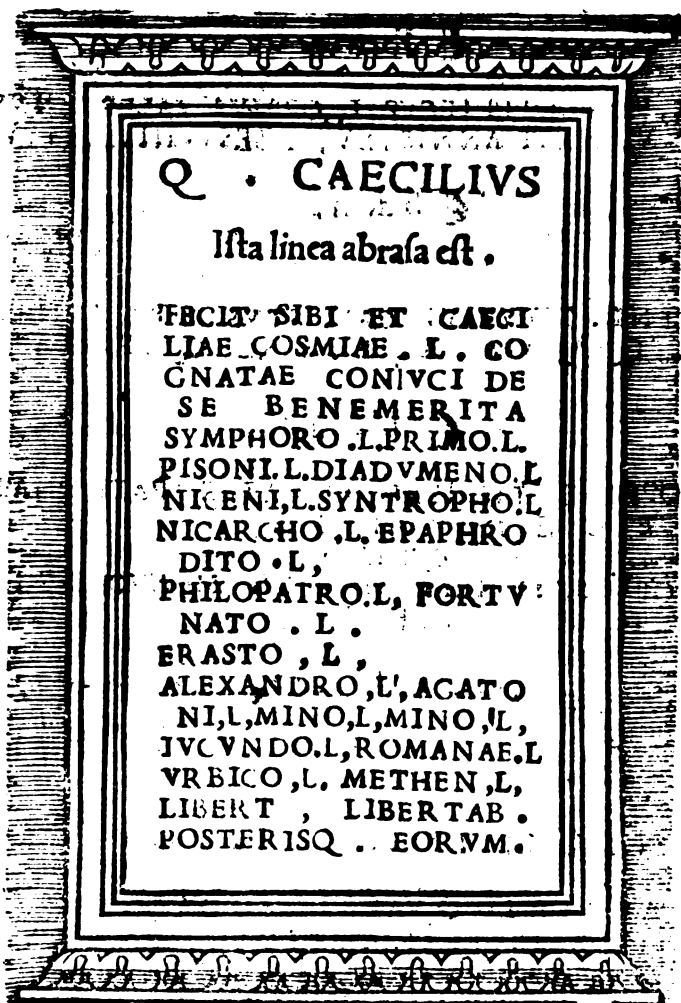 Q . CAECILIVS
Iſta linea abraſa eſt .
FECIT SIBI ET CAECI
LIAE COSMIAE . L . CO
GNATAE CONIVCI DE
SE BENEMERITA
SYMPHORO .L.PRIMO.L.
PISONI.L.DIADVMENO.L
NICENI,L.SYNTROPHO.L
NICARCHO .L. EPAPHRO
DITO . L,
PHILOPATRO.L, FORTV
NATO . L .
ERASTO , L ,
ALEXANDRO ,L', ACATO
NI,L,MINO,L,MINO,L,
IVCVNDO.L,ROMANAE.L
VRBICO ,L. METHEN ,L,
LIBERT , LIBERTAB .
POSTERISQ . EORVM.